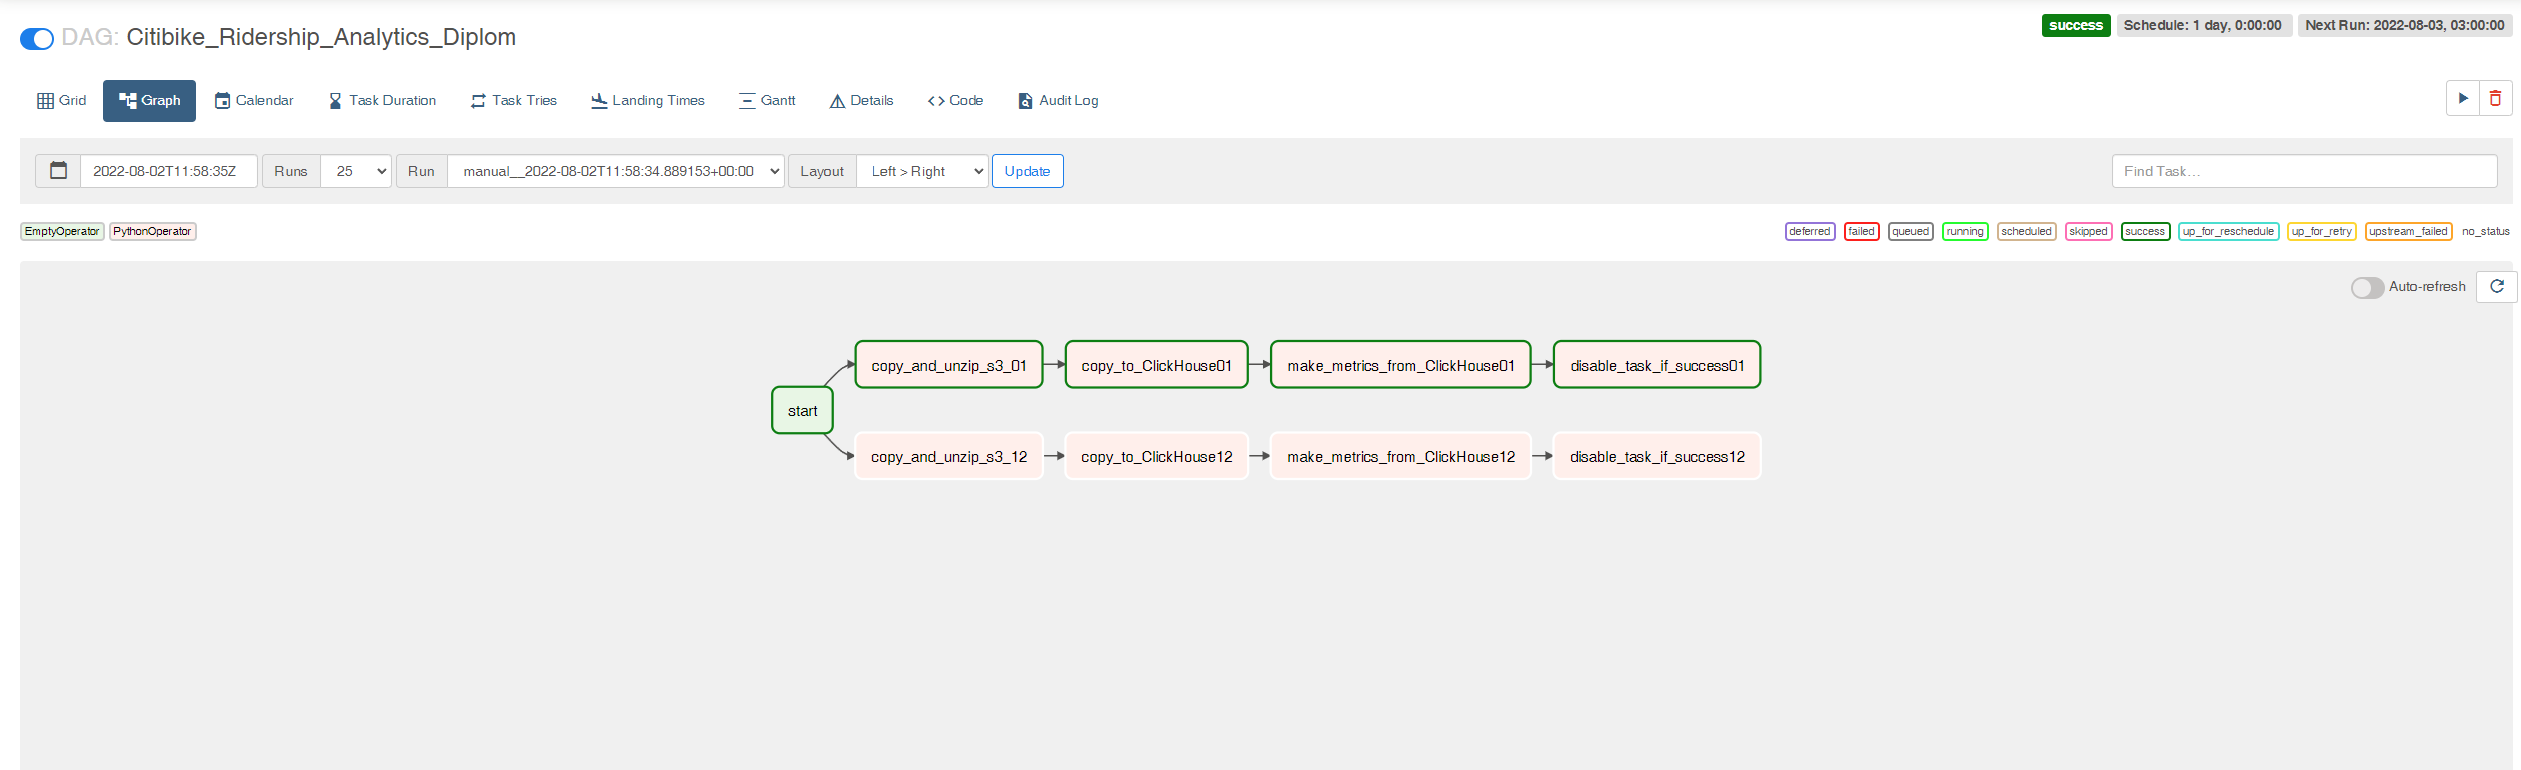 DAG: Citibike_Ridership_Analytics_Diplom
success Schedule: 1 day, 0:00:00 Next Run: 2022-08-03, 03:00:00
Grid Graph Calendar Task Duration Task Tries Landing Times Gantt Details Code Audit Log
2022-08-02T11:58:35Z Runs 25 Run manual__2022-08-02T11:58:34.889153+00:00 Layout Left > Right Update Find Task...
EmptyOperator PythonOperator deferred failed queued running scheduled skipped success up_for_reschedule up_for_retry upstream_failed no_status
Auto-refresh
copy_and_unzip_s3_01 copy_to_ClickHouse01 make_metrics_from_ClickHouse01 disable_task_if_success01
start
copy_and_unzip_s3_12 copy_to_ClickHouse12 make_metrics_from_ClickHouse12 disable_task_if_success12